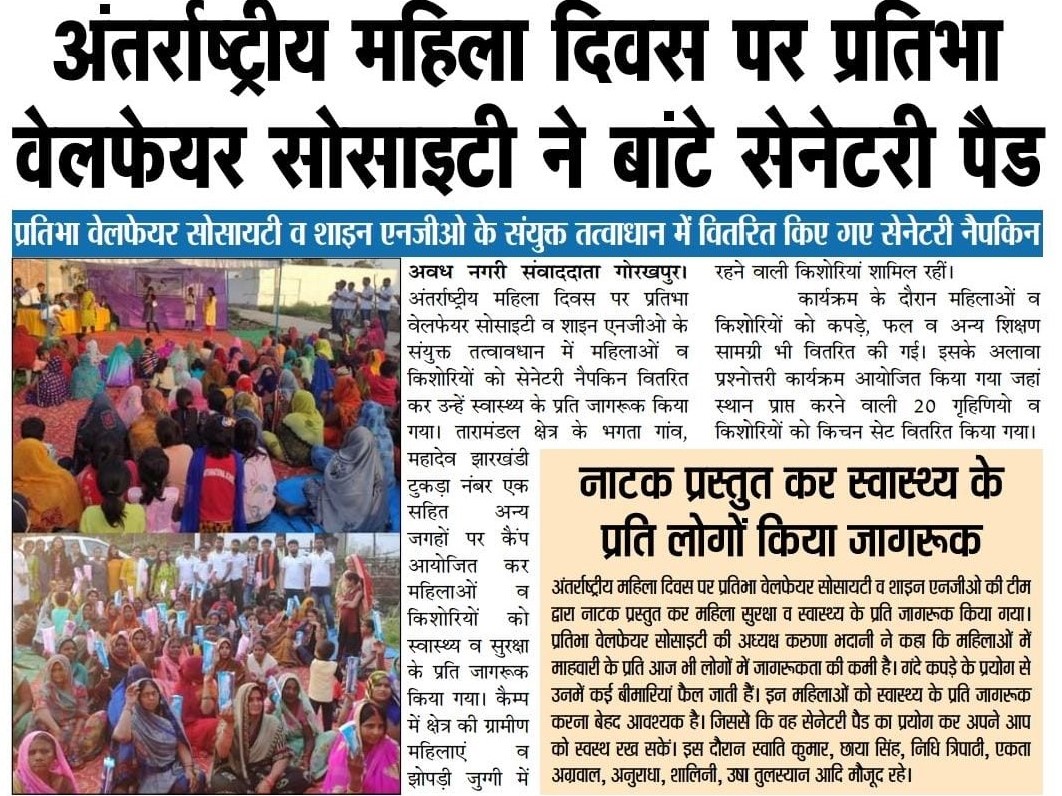 अंतर्राष्ट्रीय महिला दिवस पर प्रतिभा
वेलफेयर सोसाइटी ने बांटे सेनेटरी पैड
प्रतिभा वेलफेयर सोसायटी व शाइन एनजीओ के संयुक्त तत्वाधान में वितरित किए गए सेनेटरी नैपकिन
अवध नगरी संवाददाता गोरखपुर।
अंतर्राष्ट्रीय महिला दिवस पर प्रतिभा
वेलफेयर सोसाइटी व शाइन एनजीओ के
संयुक्त तत्वावधान में महिलाओं व
किशोरियों को सेनेटरी नैपकिन वितरित
कर उन्हें स्वास्थ्य के प्रति जागरूक किया
गया। तारामंडल क्षेत्र के भगता गांव,
महादेव झारखंडी
टुकड़ा नंबर एक
सहित अन्य
जगहों पर कैंप
आयोजित कर
महिलाओं व
किशोरियों को
स्वास्थ्य व सुरक्षा
के प्रति जागरूक
किया गया। कैम्प
में क्षेत्र की ग्रामीण
महिलाएं व
झोपड़ी जुग्गी में
रहने वाली किशोरियां शामिल रहीं।
कार्यक्रम के दौरान महिलाओं व
किशोरियों को कपड़े, फल व अन्य शिक्षण
सामग्री भी वितरित की गई। इसके अलावा
प्रश्नोत्तरी कार्यक्रम आयोजित किया गया जहां
स्थान प्राप्त करने वाली 20 गृहिणियो व
किशोरियों को किचन सेट वितरित किया गया।
नाटक प्रस्तुत कर स्वास्थ्य के
प्रति लोगों किया जागरूक
अंतर्राष्ट्रीय महिला दिवस पर प्रतिभा वेलफेयर सोसायटी व शाइन एनजीओ की टीम
द्वारा नाटक प्रस्तुत कर महिला सुरक्षा व स्वास्थ्य के प्रति जागरूक किया गया।
प्रतिभा वेलफेयर सोसाइटी की अध्यक्ष करुणा भदानी ने कहा कि महिलाओं में
माहवारी के प्रति आज भी लोगों में जागरूकता की कमी है। गंदे कपड़े के प्रयोग से
उनमें कई बीमारियां फैल जाती हैं। इन महिलाओं को स्वास्थ्य के प्रति जागरूक
करना बेहद आवश्यक है। जिससे कि वह सेनेटरी पैड का प्रयोग कर अपने आप
को स्वस्थ रख सकें। इस दौरान स्वाति कुमार, छाया सिंह, निधि त्रिपाठी, एकता
अग्रवाल, अनुराधा, शालिनी, उषा तुलस्यान आदि मौजूद रहे।